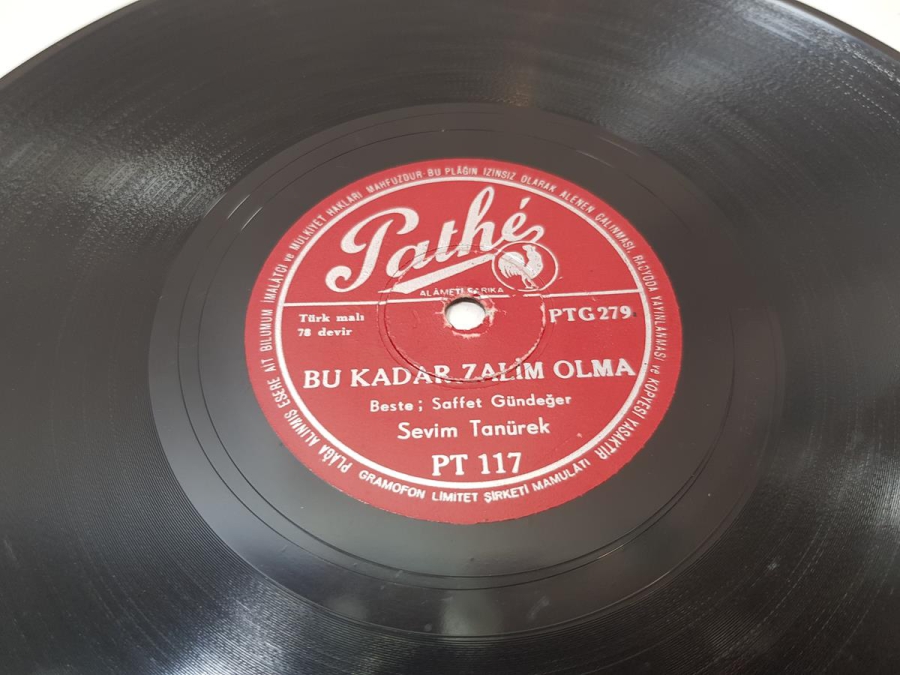 PLÂĞA ALINMIŞ ESERE AİT BİLUMUM İMALATÇI ve MÜLKİYET HAKLARI MAHFUZDUR-BU PLÂĞIN İZİNSİZ OLARAK ALENEN ÇALINMASI, RADYODA YAYINLANMASI ve KOPYESİ YASAKTIR
Pathé
ALÂMETİ FARİKA
Türk malı
78 devir
PTG 279
BU KADAR ZALİM OLMA
Beste; Saffet Gündeğer
Sevim Tanürek
PT 117
GRAMOFON LİMİTET ŞİRKETİ MAMULATI